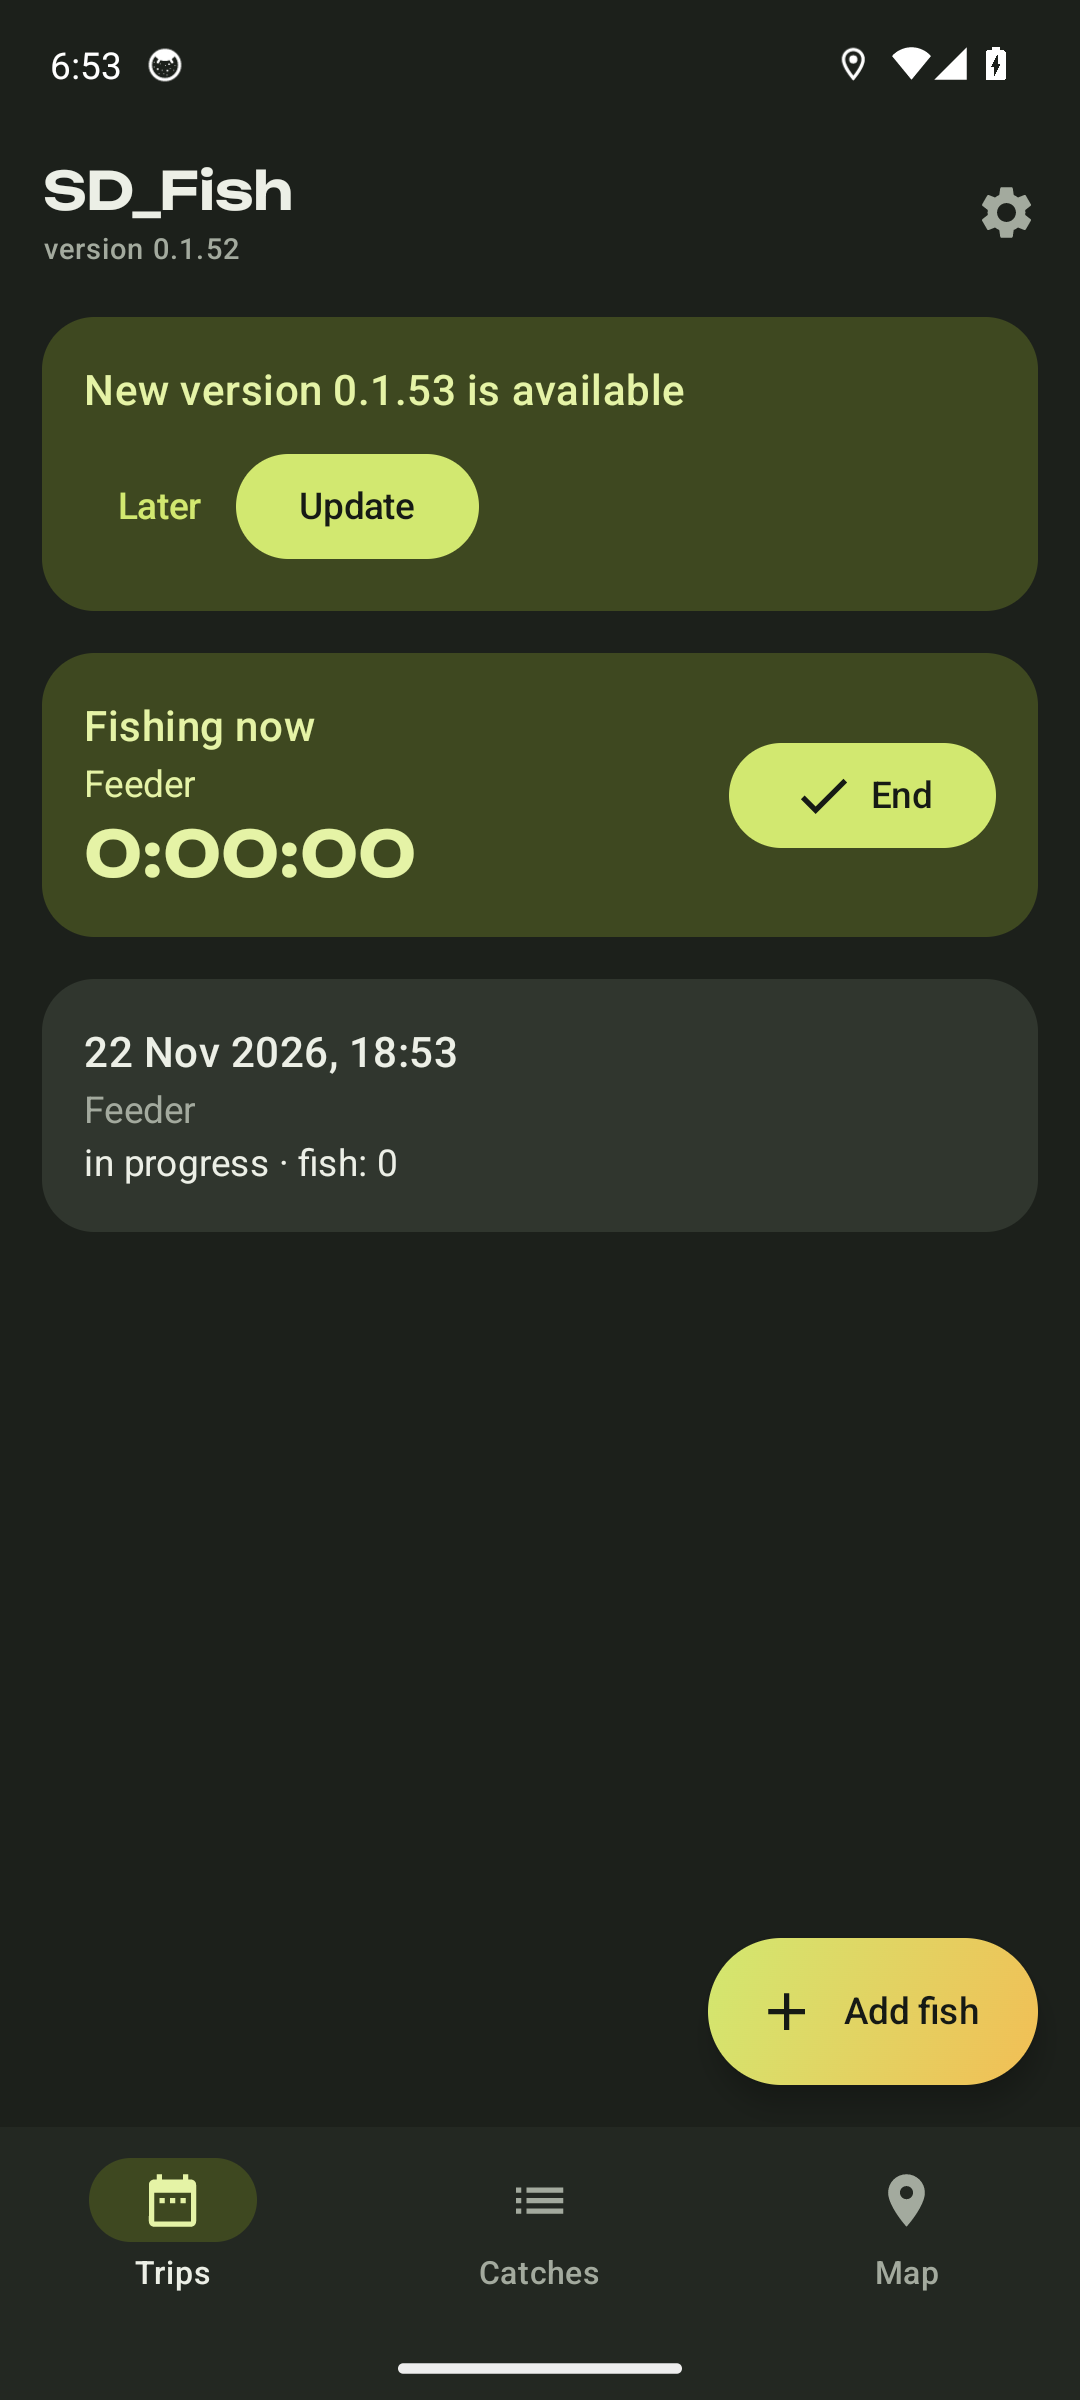 6:53
SD_Fish
version 0.1.52
New version 0.1.53 is available
Later
Update
Fishing now
Feeder
0:00:00
End
22 Nov 2026, 18:53
Feeder
in progress · fish: 0
Add fish
Trips
Catches
Map